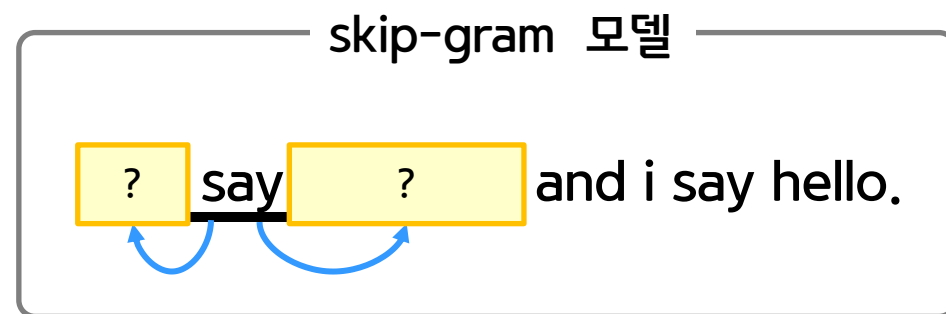 skip-gram 모델
? say ? and i say hello.